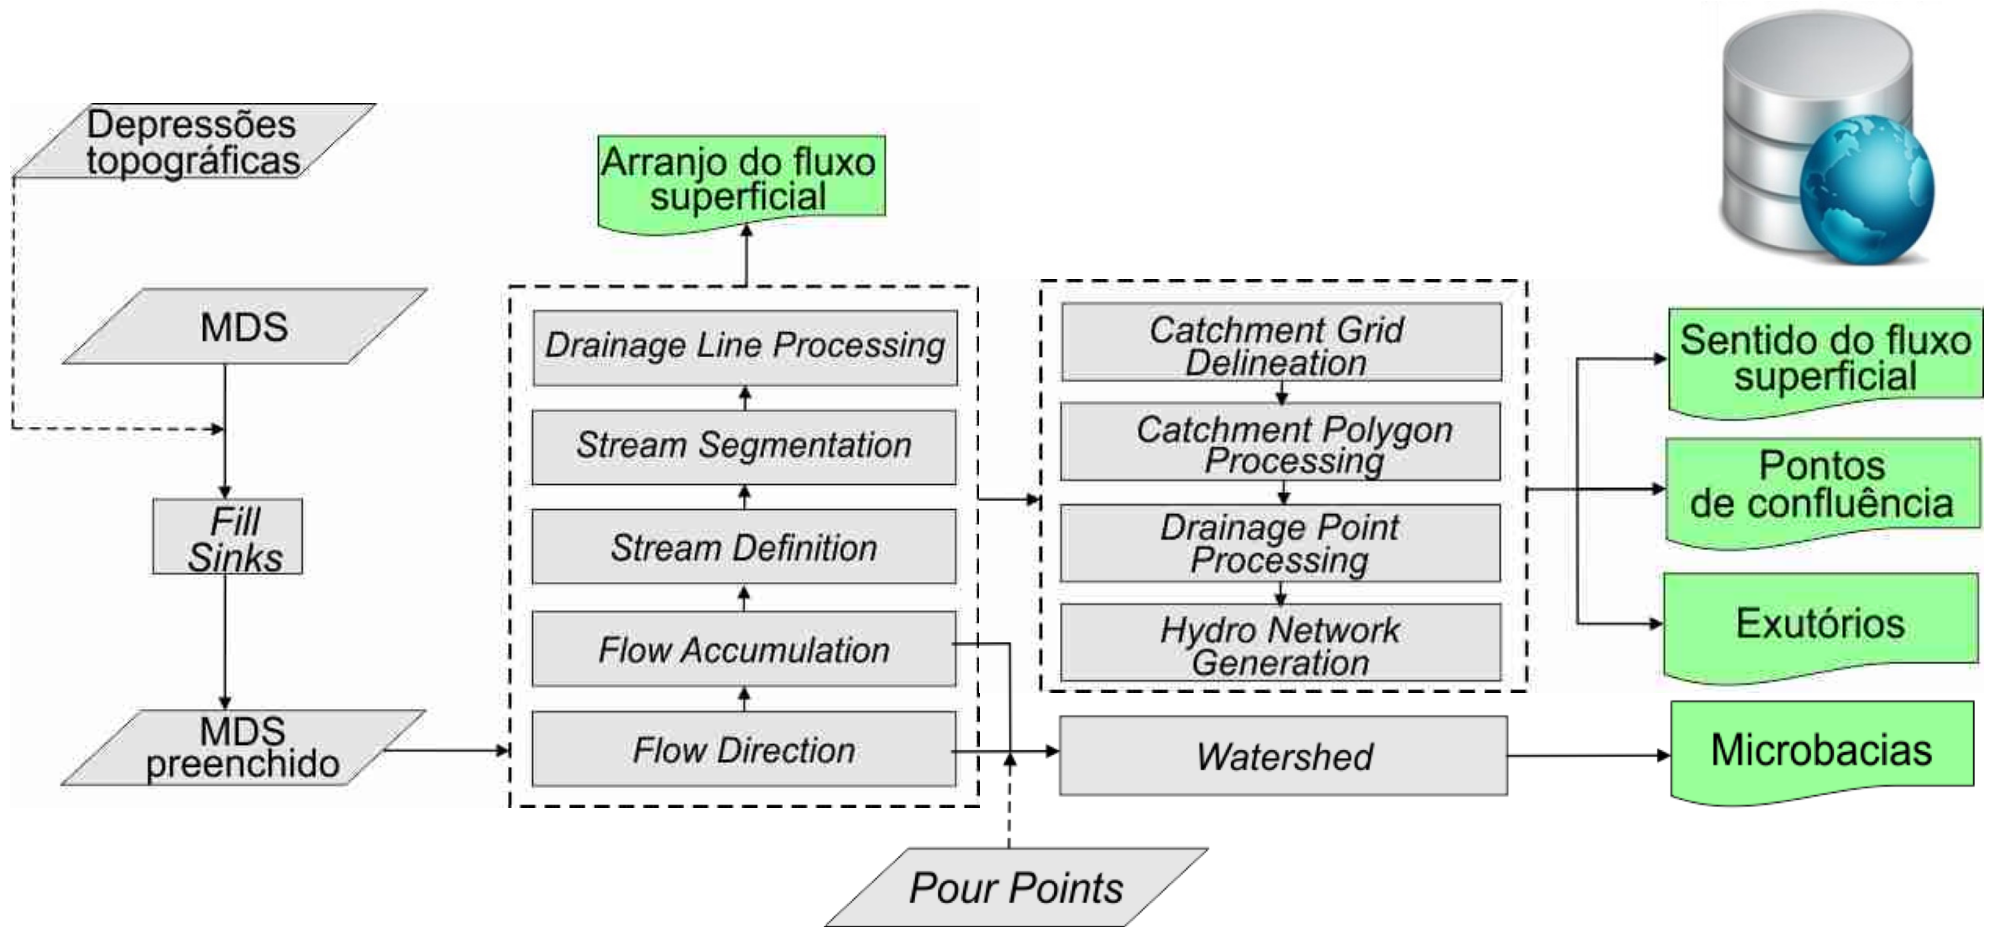 Depressões
topográficas
MDS
Fill
Sinks
MDS
preenchido
Arranjo do fluxo
superficial
Drainage Line Processing
Stream Segmentation
Stream Definition
Flow Accumulation
Flow Direction
Pour Points
Catchment Grid
Delineation
Catchment Polygon
Processing
Drainage Point
Processing
Hydro Network
Generation
Watershed
Sentido do fluxo
superficial
Pontos
de confluência
Exutórios
Microbacias